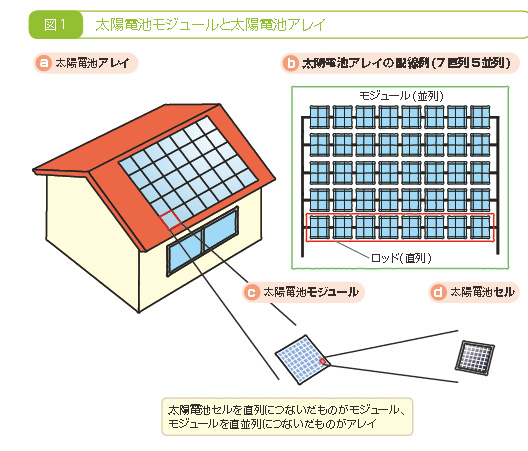 図1 太陽電池モジュールと太陽電池アレイ
a 太陽電池アレイ
b 太陽電池アレイの配線列(7直列5並列)
モジュール(並列)
ロッド(直列)
c 太陽電池モジュール
d 太陽電池セル
太陽電池セルを直列につないだものがモジュール、
モジュールを直並列につないだものがアレイ